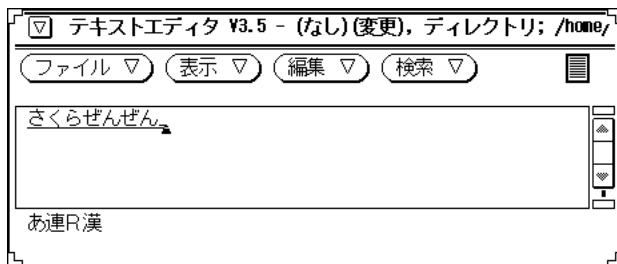 テキストエディタ V3.5 - (なし)(変更), ディレクトリ; /home/
ファイル 表示 編集 検索
さくらぜんぜん
あ連R漢